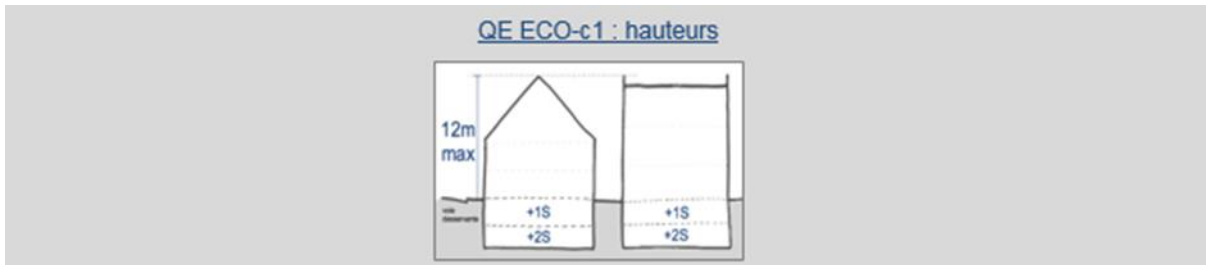 QE ECO-c1 : hauteurs
12m
max
+1S
+1S
+2S
+2S